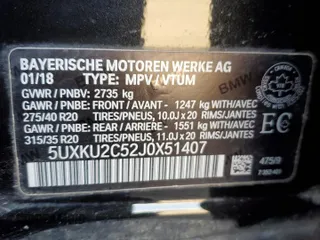 BAYERISCHE MOTOREN WERKE AG
01/18 TYPE: MPV-/VTUM
GVWR / PNBV: 2735 kg
GAWR / PNBE: FRONT / AVANT - 1247 kg WITH/AVEC
275/40 R20 TIRES/PNEUS, 10.0J x 20 RIMS/JANTES
GAWR / PNBE: REAR / ARRIERE - 1551 kg WITH/AVEC
315/35 R20 TIRES/PNEUS, 11.0J x 20 RIMS/JANTES
5UXKU2C52J0X51407
EC
475/9